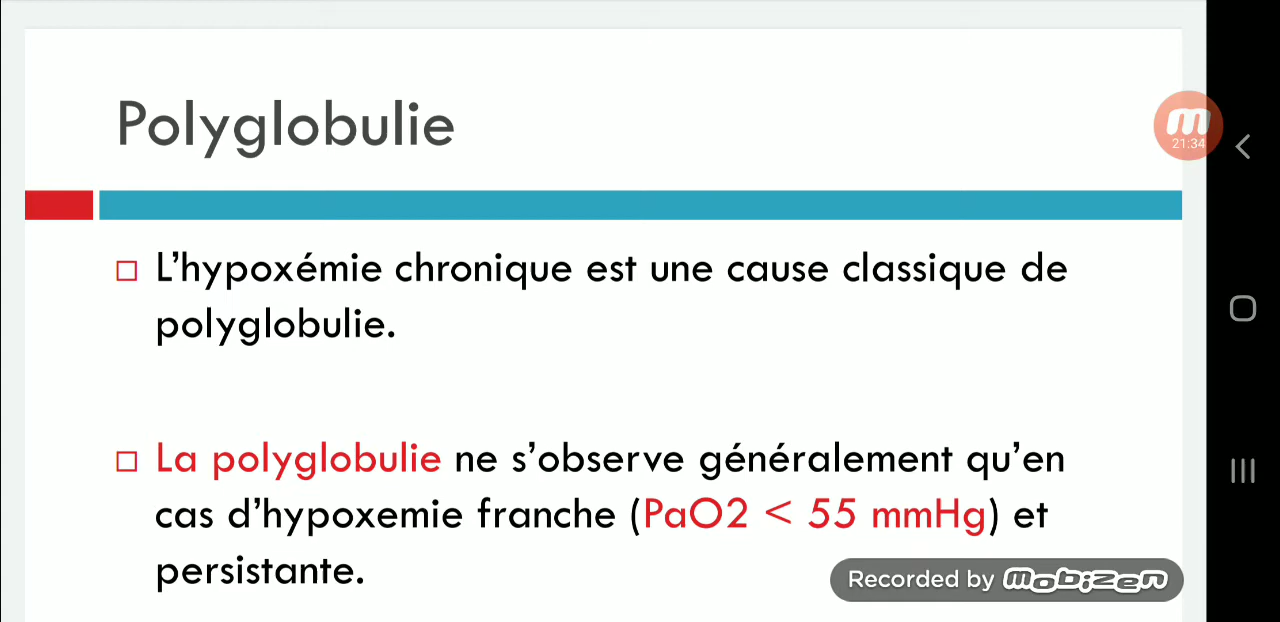 Polyglobulie
m
21:34
L'hypoxémie chronique est une cause classique de
polyglobulie.
La polyglobulie ne s'observe généralement qu'en
cas d'hypoxemie franche (PaO2 < 55 mmHg) et
persistante.
Recorded by mobizen